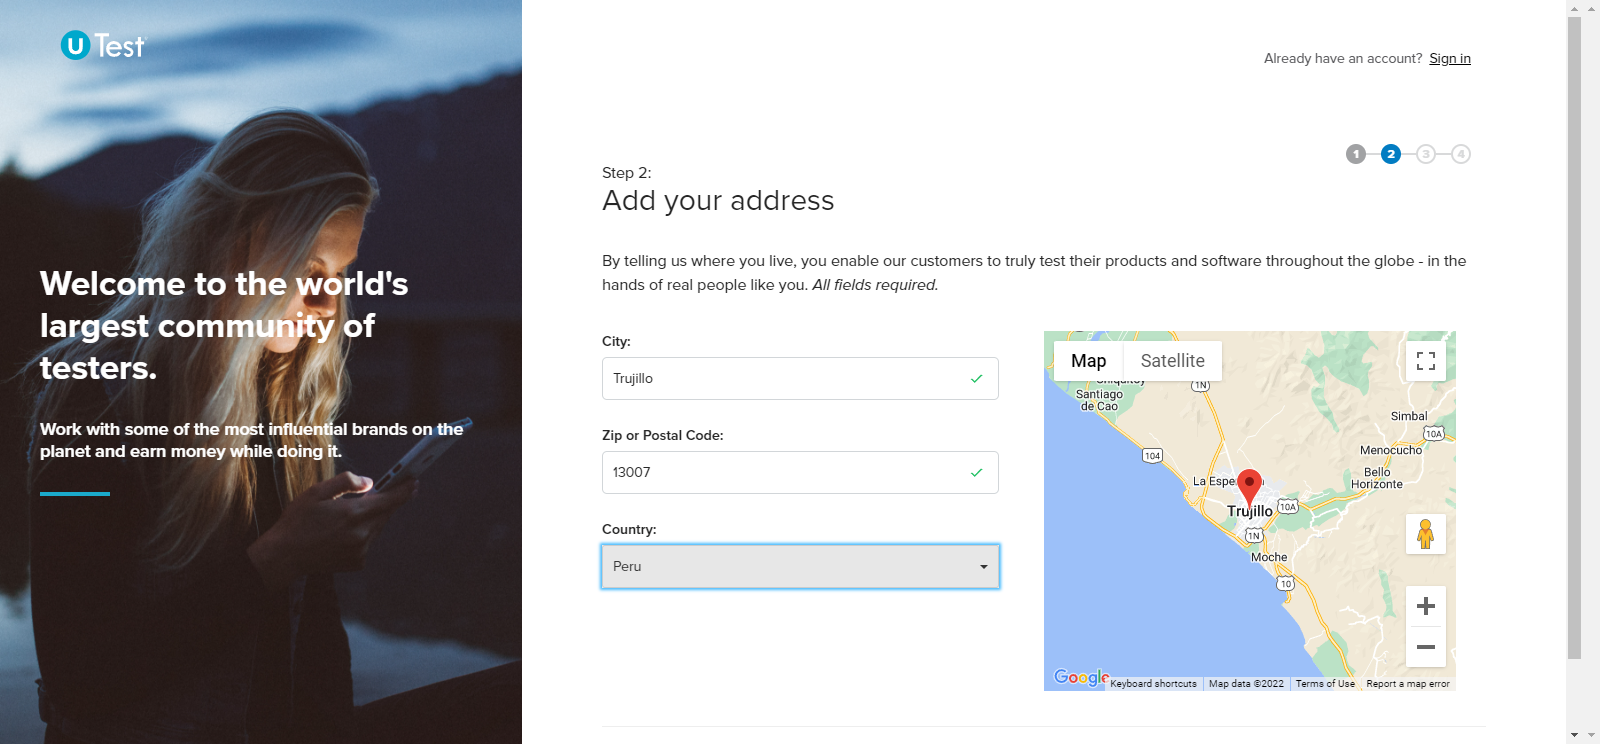 U Test
Welcome to the world's
largest community of
testers.
Work with some of the most influential brands on the
planet and earn money while doing it.
Already have an account? Sign in
1 2 3 4
Step 2:
Add your address
By telling us where you live, you enable our customers to truly test their products and software throughout the globe - in the
hands of real people like you. All fields required.
City:
Trujillo
Zip or Postal Code:
13007
Country:
Peru
Map Satellite
1N
Santiago
de Cao
Simbal
10A
Menocucho
104
Bello
Horizonte
La Espe
10A
Trujillo
1N
Moche
10
Google
Keyboard shortcuts Map data ©2022 Terms of Use Report a map error